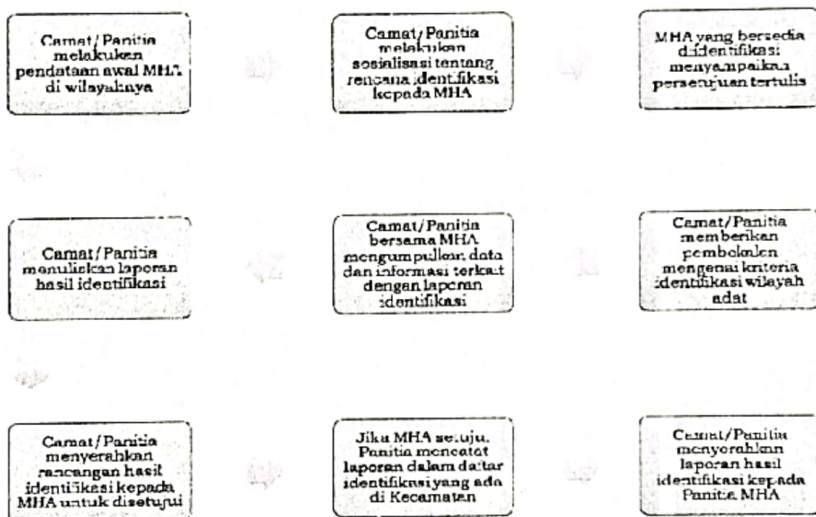 Camat/Panitia
melakukan
pendataan awal MHA
di wilayahnya
Camat/Panitia
melakukan
sosialisasi tentang
rencana identifikasi
kepada MHA
MHA yang bersedia
diidentifikasi
menyampaikan
persetujuan tertulis
Camat/Panitia
menuliskan laporan
hasil identifikasi
Camat/Panitia
bersama MHA
mengumpulkan data
dan informasi terkait
dengan laporan
identifikasi
Camat/Panitia
memberikan
pembekalan
mengenai kriteria
identifikasi wilayah
adat
Camat/Panitia
menyerahkan
rancangan hasil
identifikasi kepada
MHA untuk disetujui
Jika MHA setuju,
Panitia mencatat
laporan dalam daftar
identifikasi yang ada
di Kecamatan
Camat/Panitia
menyerahkan
laporan hasil
identifikasi kepada
Panitia MHA